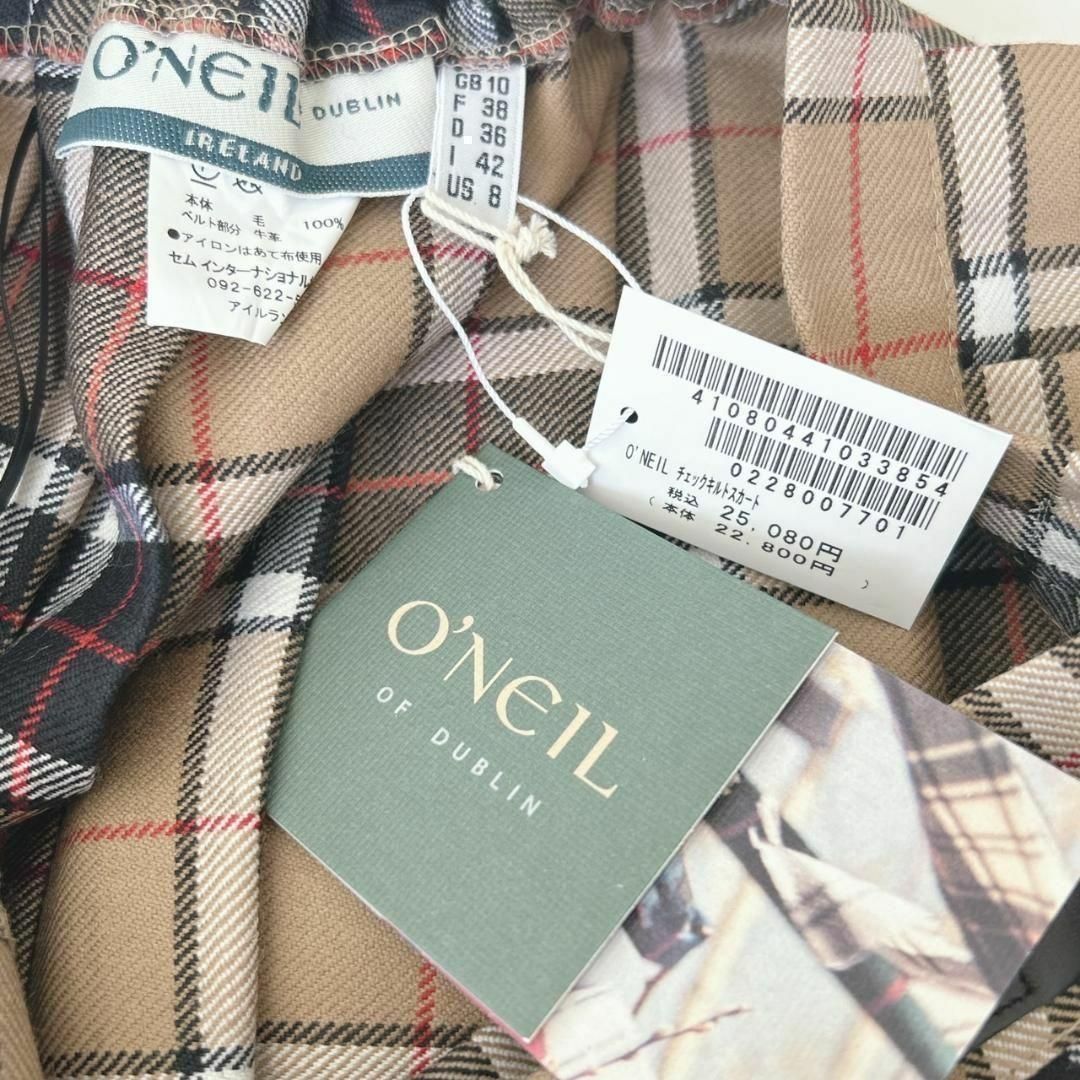 O'NEIL DUBLIN
IRELAND
GB 10
F 38
D 36
I 42
US 8
本体 毛 100%
ベルト部分 牛革
●アイロンはあて布使用
セム インターナショナル
092-622-
アイルラン
41080441033854
0228007701
O'NEIL チェックキルトスカート
税込 25,080円
(本体 22.800円)
O'NEIL
OF DUBLIN